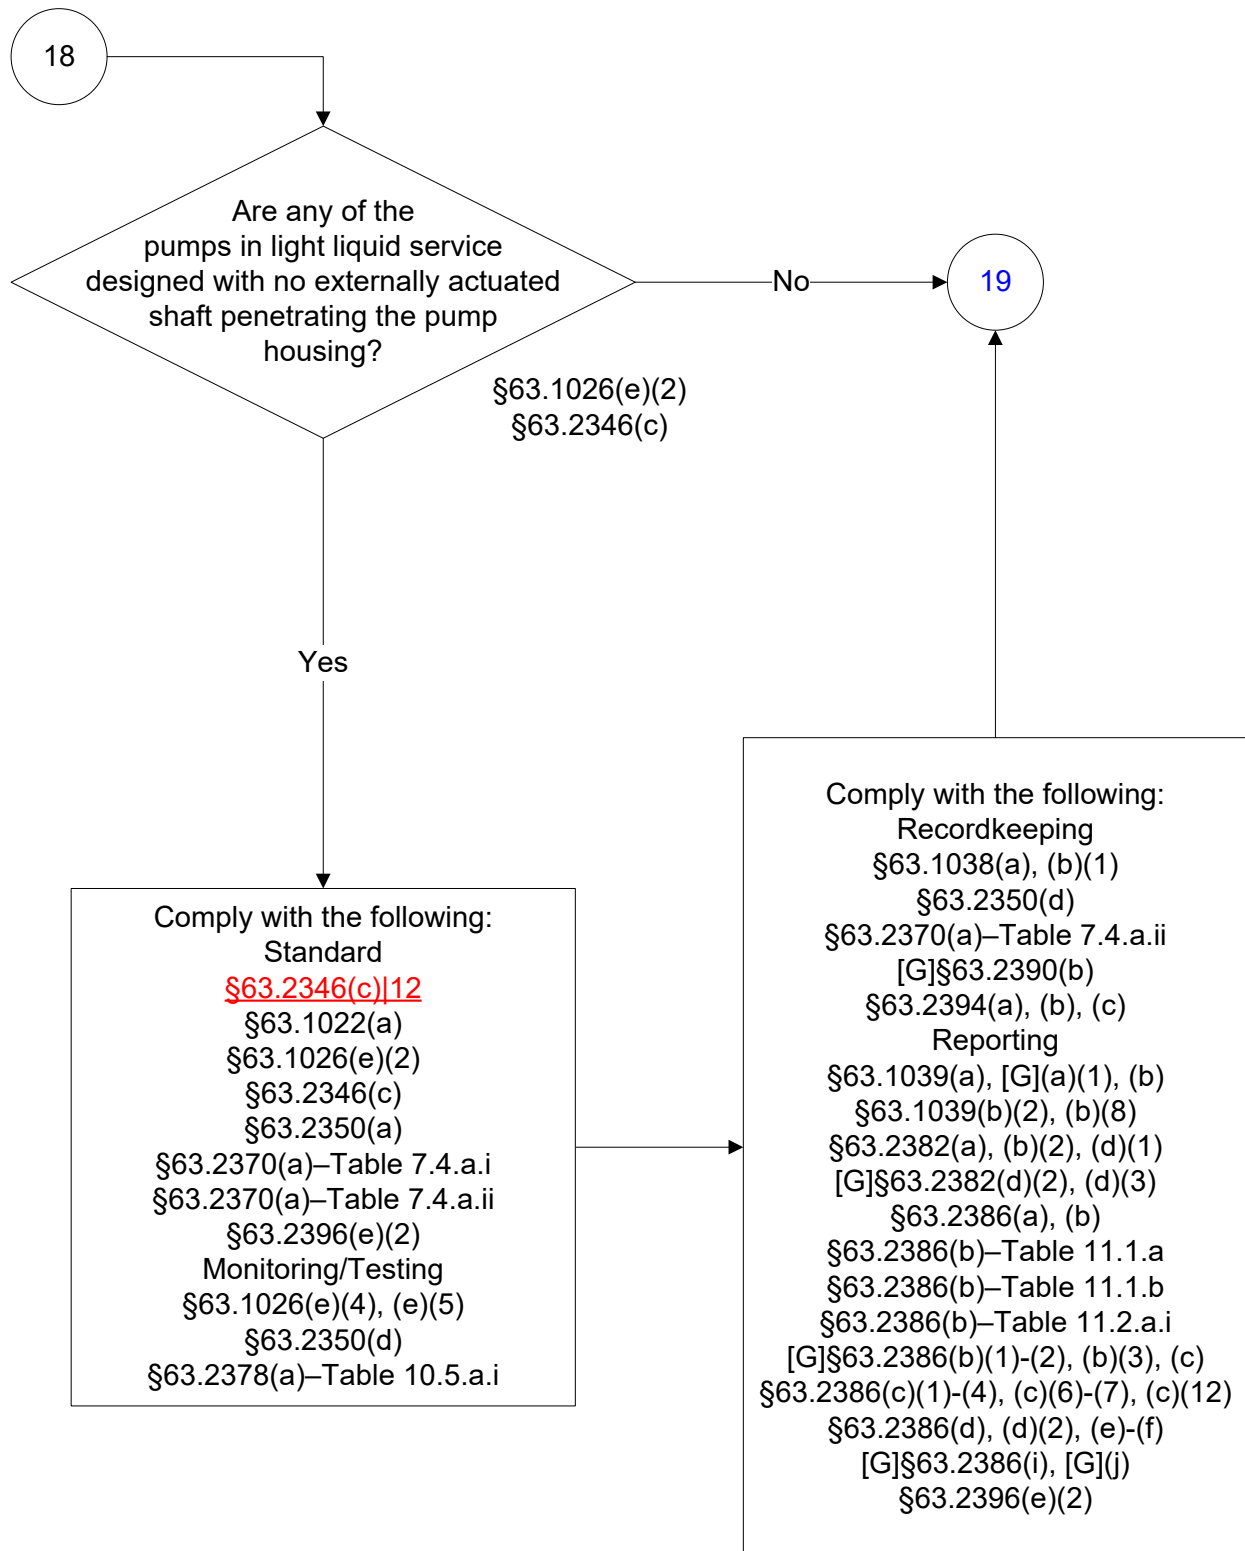 18
Are any of the
pumps in light liquid service
designed with no externally actuated
shaft penetrating the pump
housing?
No
19
§63.1026(e)(2)
§63.2346(c)
Yes
Comply with the following:
Standard
§63.2346(c)|12
§63.1022(a)
§63.1026(e)(2)
§63.2346(c)
§63.2350(a)
§63.2370(a)–Table 7.4.a.i
§63.2370(a)–Table 7.4.a.ii
§63.2396(e)(2)
Monitoring/Testing
§63.1026(e)(4), (e)(5)
§63.2350(d)
§63.2378(a)–Table 10.5.a.i
Comply with the following:
Recordkeeping
§63.1038(a), (b)(1)
§63.2350(d)
§63.2370(a)–Table 7.4.a.ii
[G]§63.2390(b)
§63.2394(a), (b), (c)
Reporting
§63.1039(a), [G](a)(1), (b)
§63.1039(b)(2), (b)(8)
§63.2382(a), (b)(2), (d)(1)
[G]§63.2382(d)(2), (d)(3)
§63.2386(a), (b)
§63.2386(b)–Table 11.1.a
§63.2386(b)–Table 11.1.b
§63.2386(b)–Table 11.2.a.i
[G]§63.2386(b)(1)-(2), (b)(3), (c)
§63.2386(c)(1)-(4), (c)(6)-(7), (c)(12)
§63.2386(d), (d)(2), (e)-(f)
[G]§63.2386(i), [G](j)
§63.2396(e)(2)